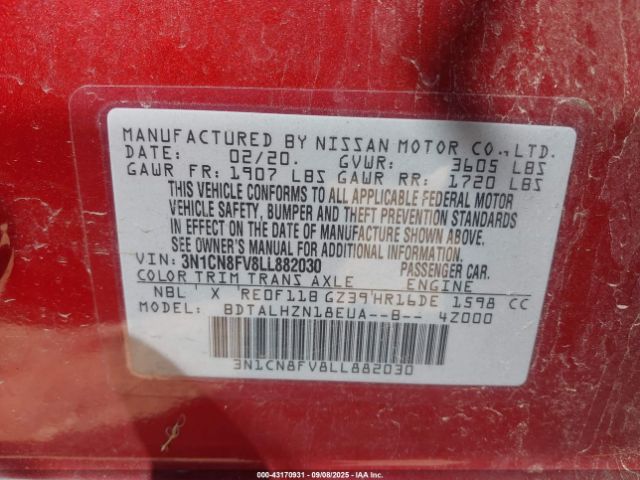 MANUFACTURED BY NISSAN MOTOR CO.,LTD.
DATE: 02/20. GVWR: 3605 LBS
GAWR FR: 1907 LBS GAWR RR: 1720 LBS
THIS VEHICLE CONFORMS TO ALL APPLICABLE FEDERAL MOTOR
VEHICLE SAFETY, BUMPER AND THEFT PREVENTION STANDARDS
IN EFFECT ON THE DATE OF MANUFACTURE SHOWN ABOVE.
SEE OWNER'S MANUAL FOR ADDITIONAL INFORMATION.
VIN: 3N1CN8FV8LL882030 PASSENGER CAR.
COLOR TRIM TRANS AXLE ENGINE
NBL X RE0F11B GZ39 HR16DE 1598 CC
MODEL: BDTALHZN18EUA--B-- 4Z000
3N1CN8FV8LL882030
000-43170931 - 09/08/2025 - IAA Inc.